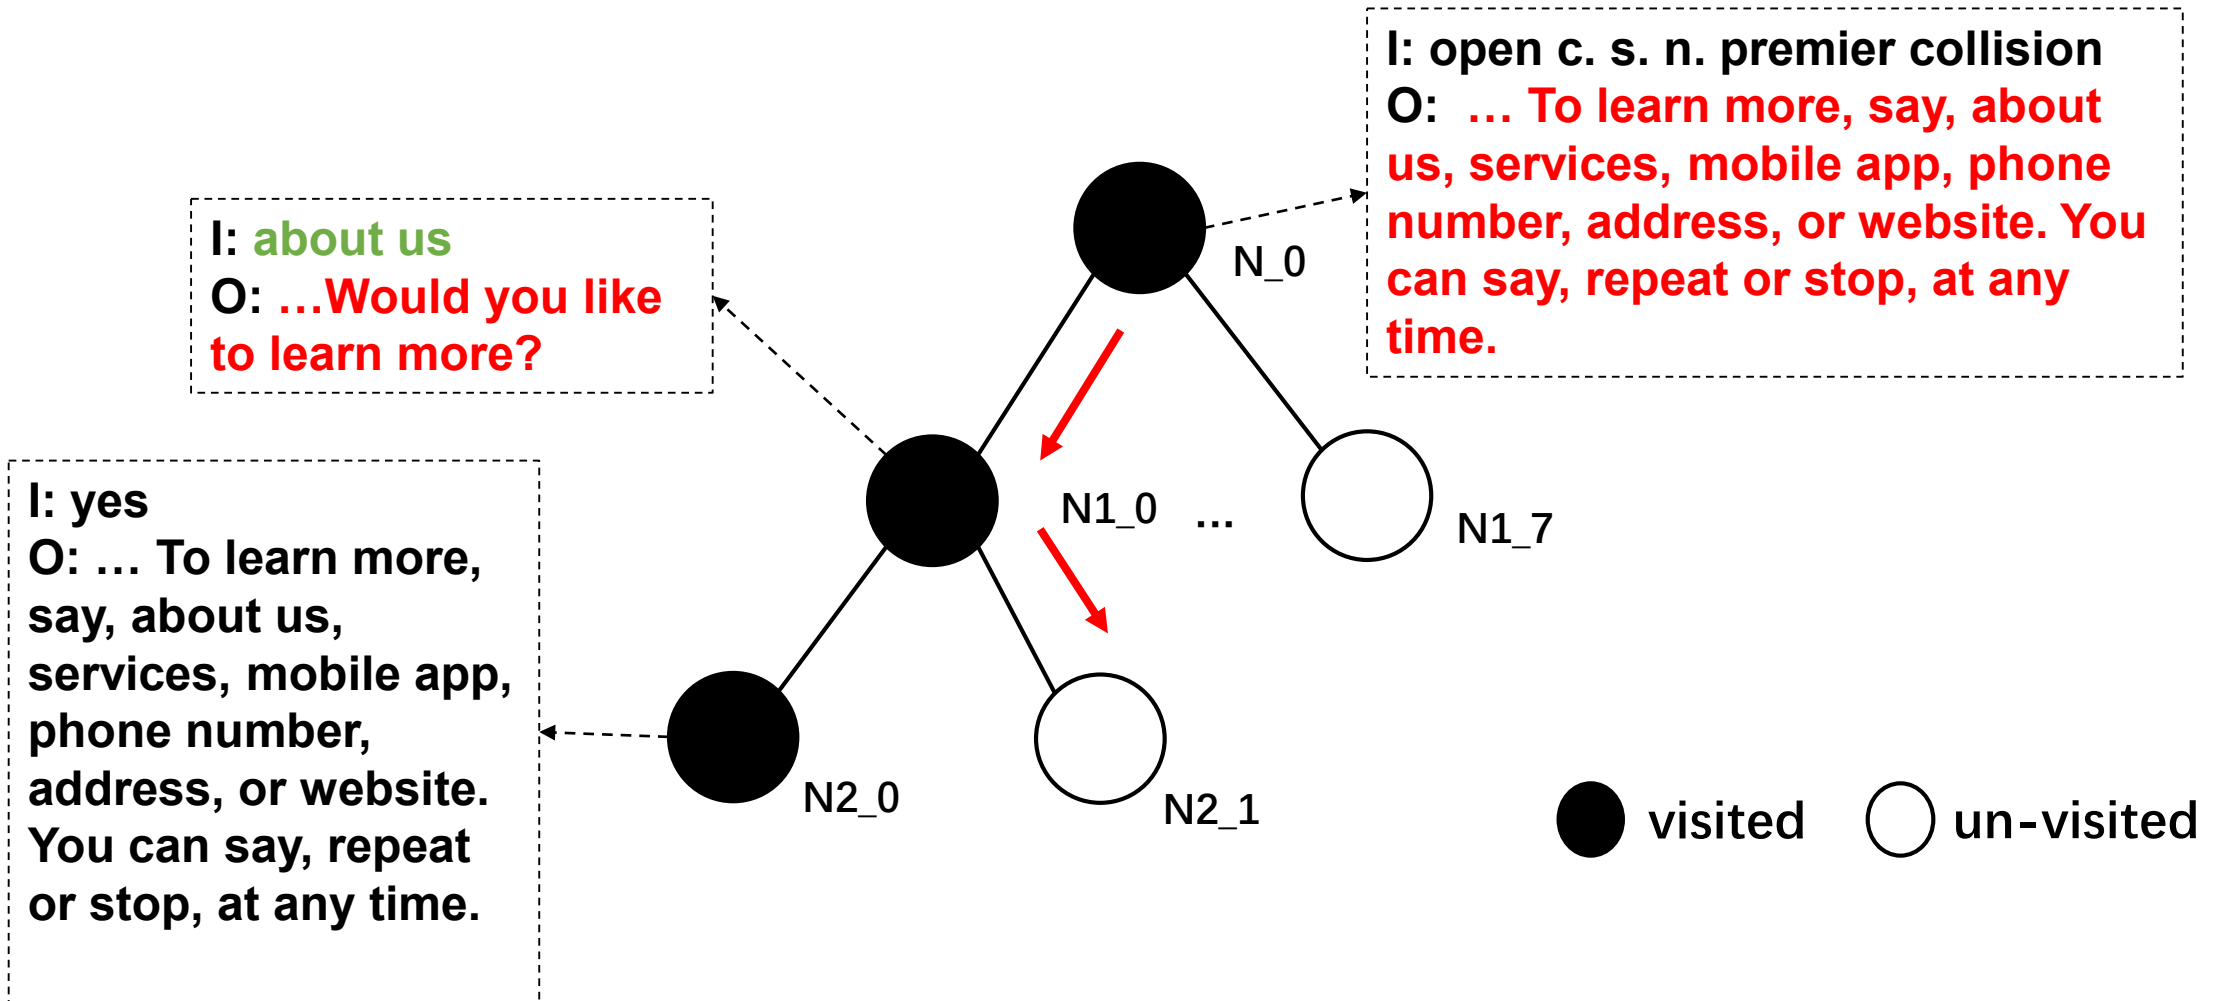 I: open c. s. n. premier collision
O:  … To learn more, say, about
us, services, mobile app, phone
number, address, or website. You
can say, repeat or stop, at any
time.
N_0
I: about us
O: …Would you like
to learn more?
N1_0 ...
N1_7
I: yes
O: … To learn more,
say, about us,
services, mobile app,
phone number,
address, or website.
You can say, repeat
or stop, at any time.
N2_0
N2_1
visited
un-visited